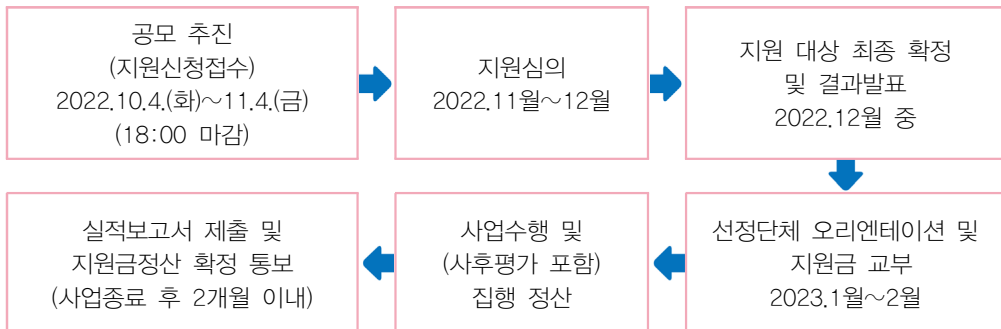 공모 추진
(지원신청접수)
2022.10.4.(화)~11.4.(금)
(18:00 마감)
지원심의
2022.11월~12월
지원 대상 최종 확정
및 결과발표
2022.12월 중
선정단체 오리엔테이션 및
지원금 교부
2023.1월~2월
사업수행 및
(사후평가 포함)
집행 정산
실적보고서 제출 및
지원금정산 확정 통보
(사업종료 후 2개월 이내)